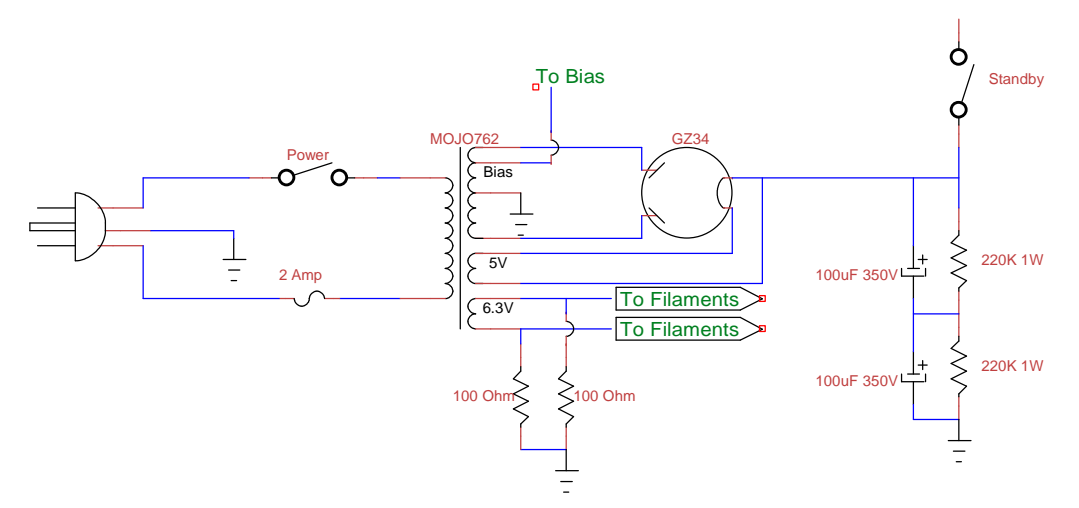 To Bias
Standby
MOJO762
GZ34
Power
Bias
5V
220K 1W
100uF 350V
2 Amp
6.3V
To Filaments
To Filaments
220K 1W
100uF 350V
100 Ohm
100 Ohm